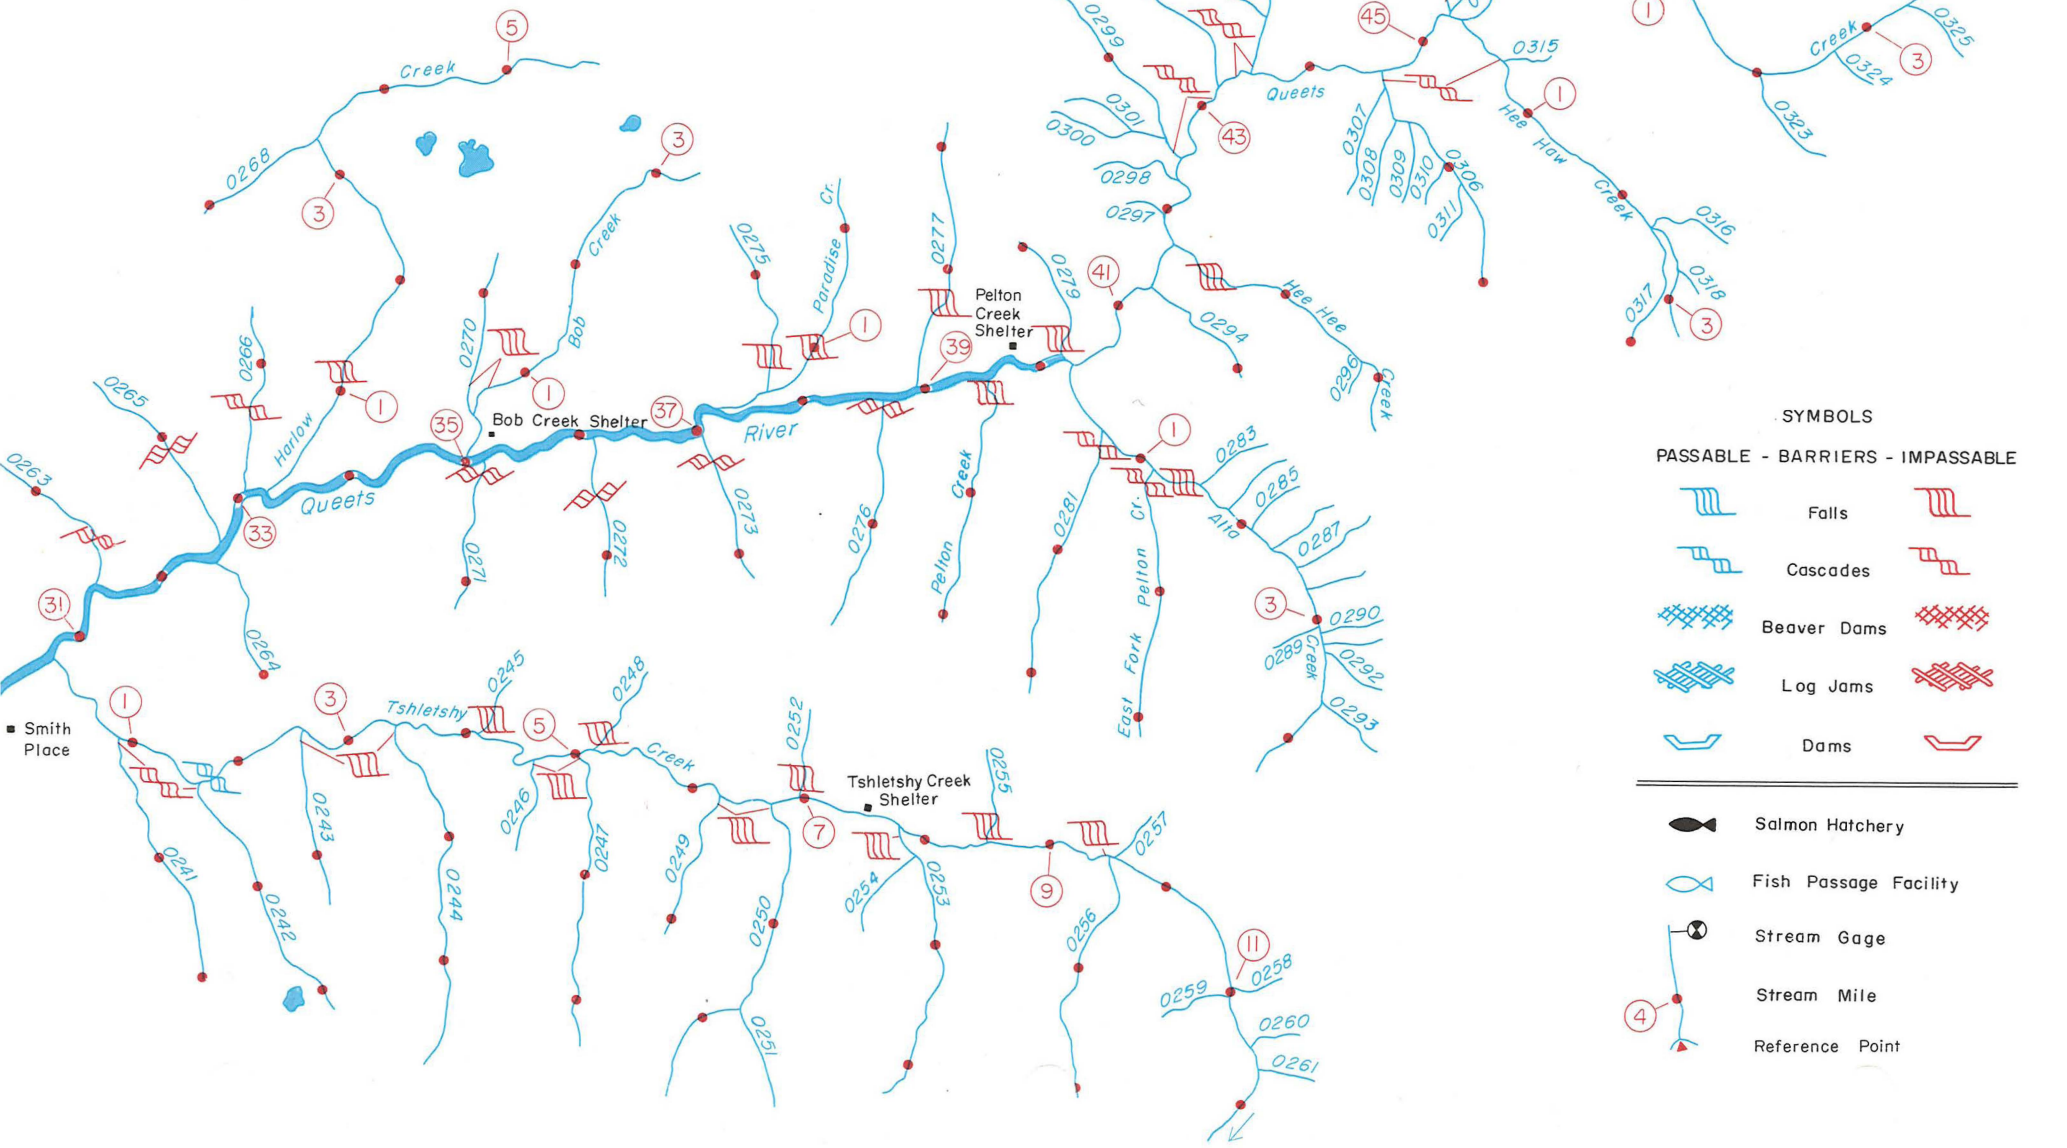 5
Creek
0268
3
3
Creek
Bob
0270
1
0266
0265
Harlow
1
0263
33
Queets
35
Bob Creek Shelter
37
River
0275
Paradise
Cr.
1
0277
39
Pelton
Creek
Shelter
0279
41
0299
0301
0300
0298
0297
43
Queets
45
0307
0308
0309
0310
0306
0311
0315
1
Hee Haw
Creek
0316
0318
0317
3
1
Creek
3
0325
0324
0323
Hee Hee
Creek
0296
0294
31
0264
0271
0272
0273
0276
Pelton
Creek
0281
1
East Fork Pelton Cr.
0283
0285
Alta
Creek
0287
3
0290
0289
0292
0293
Smith
Place
1
3
Tshletshy
0245
0248
5
Creek
0252
7
Tshletshy Creek
Shelter
0255
9
0257
0241
0242
0243
0244
0246
0247
0249
0250
0251
0254
0253
0256
11
0258
0259
0260
0261
SYMBOLS
PASSABLE - BARRIERS - IMPASSABLE
Falls
Cascades
Beaver Dams
Log Jams
Dams
Salmon Hatchery
Fish Passage Facility
Stream Gage
Stream Mile
4
Reference Point